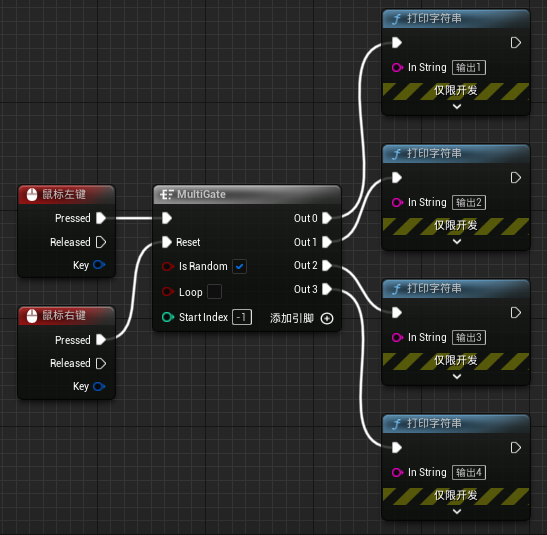 鼠标左键
Pressed
Released
Key
鼠标右键
Pressed
Released
Key
MultiGate
Out 0
Reset
Out 1
Is Random
Out 2
Loop
Out 3
Start Index -1
添加引脚
打印字符串
In String 输出1
仅限开发
打印字符串
In String 输出2
仅限开发
打印字符串
In String 输出3
仅限开发
打印字符串
In String 输出4
仅限开发